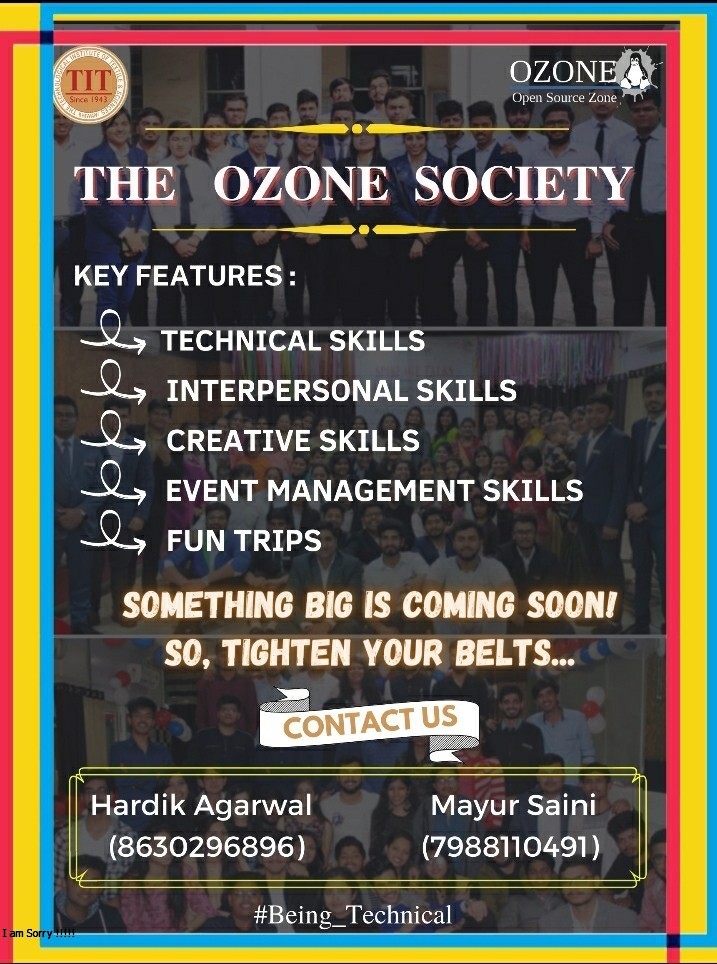 TIT
Since 1943
OZONE
Open Source Zone
THE OZONE SOCIETY
KEY FEATURES :
TECHNICAL SKILLS
INTERPERSONAL SKILLS
CREATIVE SKILLS
EVENT MANAGEMENT SKILLS
FUN TRIPS
SOMETHING BIG IS COMING SOON!
SO, TIGHTEN YOUR BELTS...
CONTACT US
Hardik Agarwal Mayur Saini
(8630296896) (7988110491)
#Being_Technical
I am Sorry !!!!!